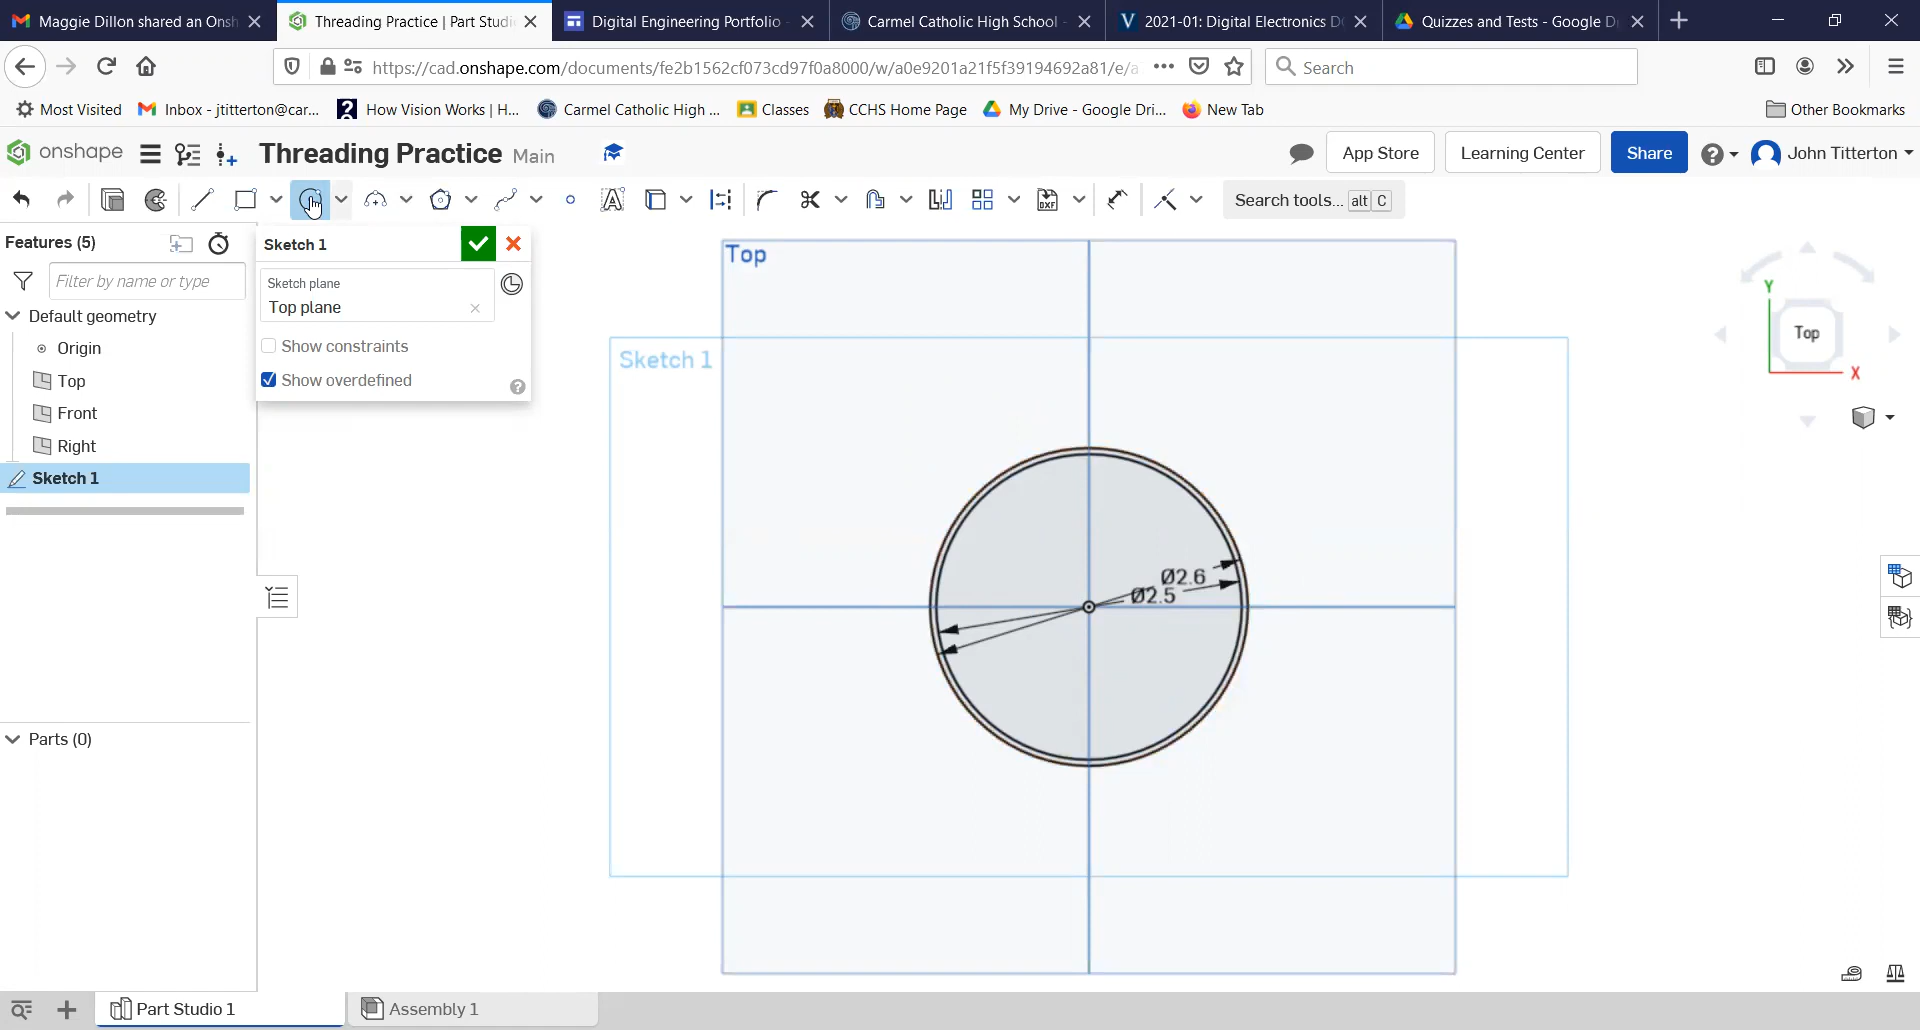 Maggie Dillon shared an Onsh
Threading Practice | Part Studi
Digital Engineering Portfolio -
Carmel Catholic High School -
2021-01: Digital Electronics D
Quizzes and Tests - Google D
https://cad.onshape.com/documents/fe2b1562cf073cd97f0a8000/w/a0e9201a21f5f39194692a81/e/a
Search
Most Visited
Inbox - jtitterton@car...
How Vision Works | H...
Carmel Catholic High ...
Classes
CCHS Home Page
My Drive - Google Dri...
New Tab
Other Bookmarks
onshape
Threading Practice Main
App Store
Learning Center
Share
John Titterton
Search tools... alt C
Features (5)
Filter by name or type
Default geometry
Origin
Top
Front
Right
Sketch 1
Parts (0)
Sketch 1
Sketch plane
Top plane
Show constraints
Show overdefined
Top
Sketch 1
Ø2.6
Ø2.5
Y
Top
X
Part Studio 1
Assembly 1